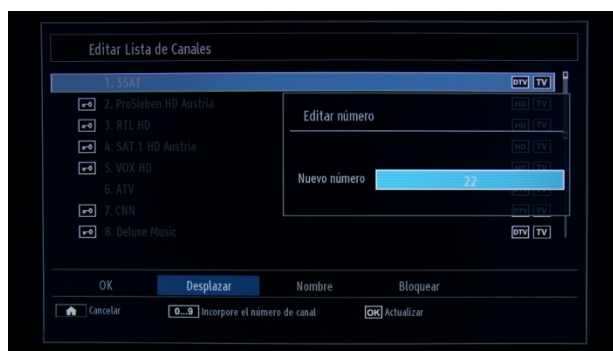 Editar Lista de Canales
1. 3SAT DTV TV
2. ProSieben HD Austria HD TV
Editar número
3. RTL HD HD TV
4. SAT.1 HD Austria HD TV
5. VOX HD HD TV
Nuevo número 22
6. ATV
7. CNN DTV TV
8. Deluxe Music DTV TV
OK Desplazar Nombre Bloquear
Cancelar 0...9 Incorpore el número de canal OK Actualizar